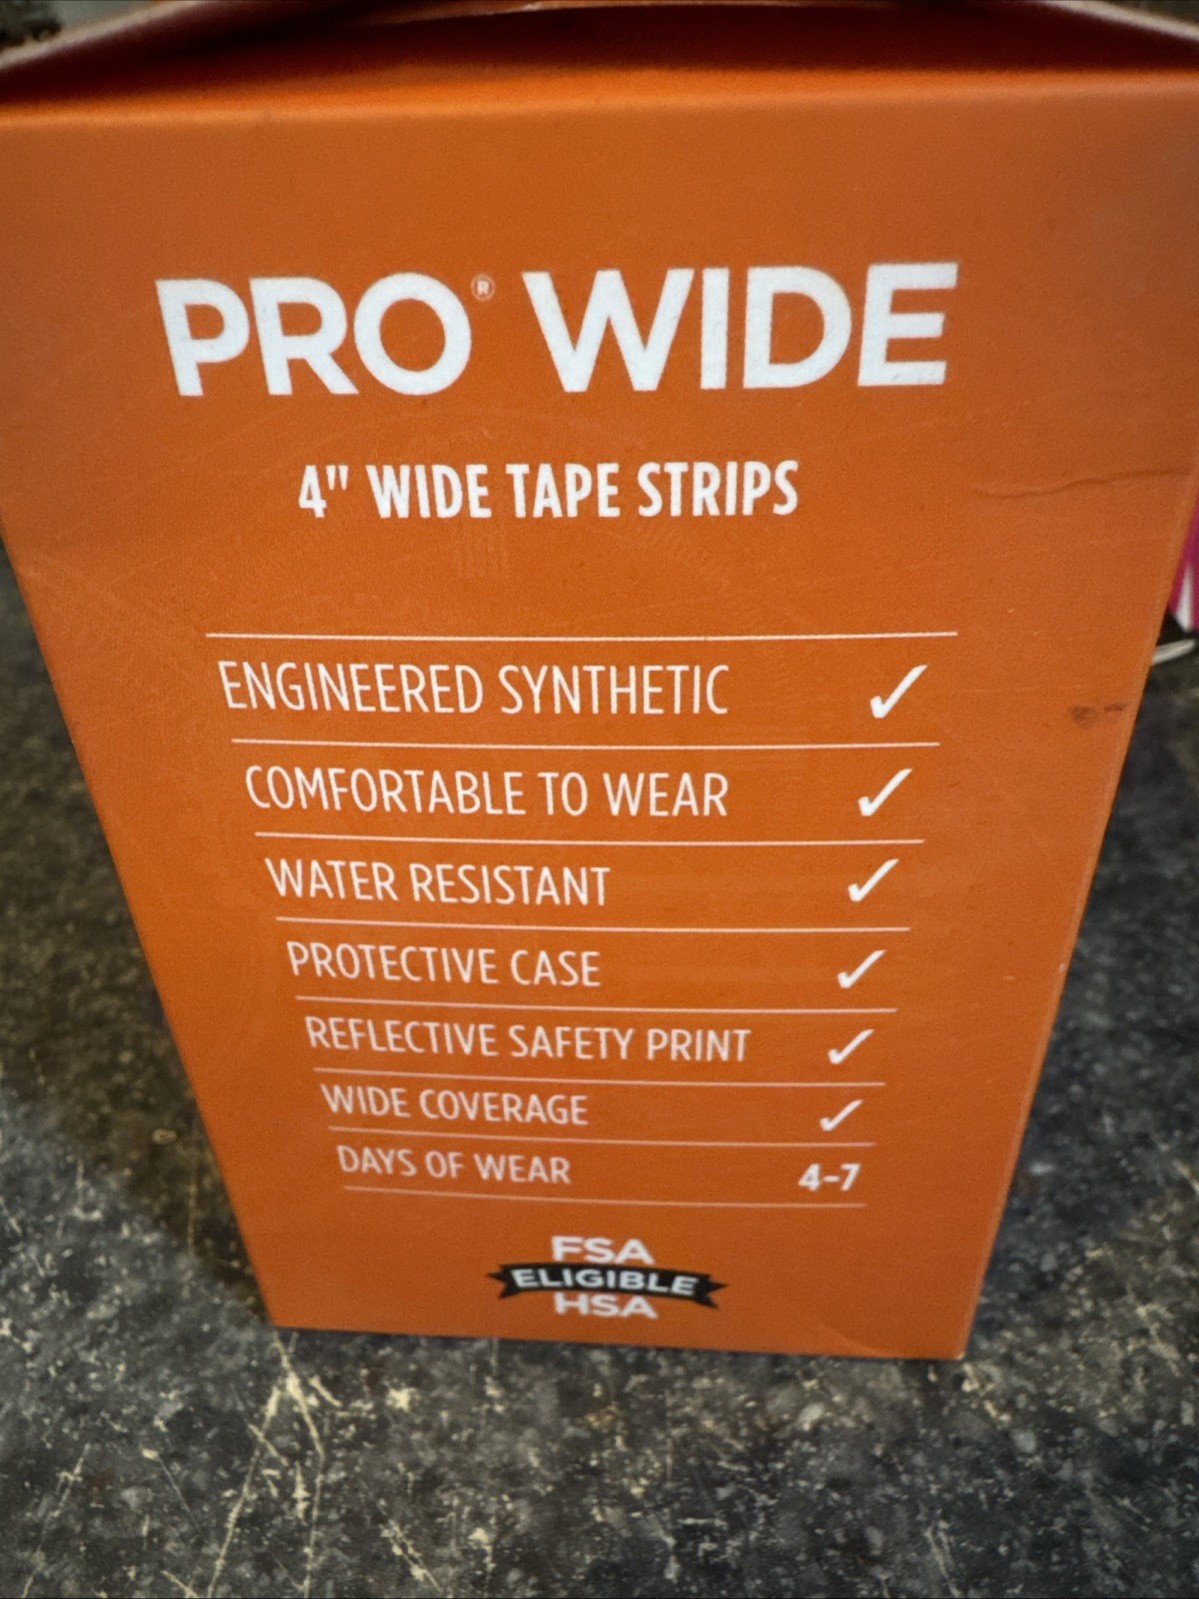 PRO® WIDE
4" WIDE TAPE STRIPS
ENGINEERED SYNTHETIC ✓
COMFORTABLE TO WEAR ✓
WATER RESISTANT ✓
PROTECTIVE CASE ✓
REFLECTIVE SAFETY PRINT ✓
WIDE COVERAGE ✓
DAYS OF WEAR 4-7
FSA
ELIGIBLE
HSA